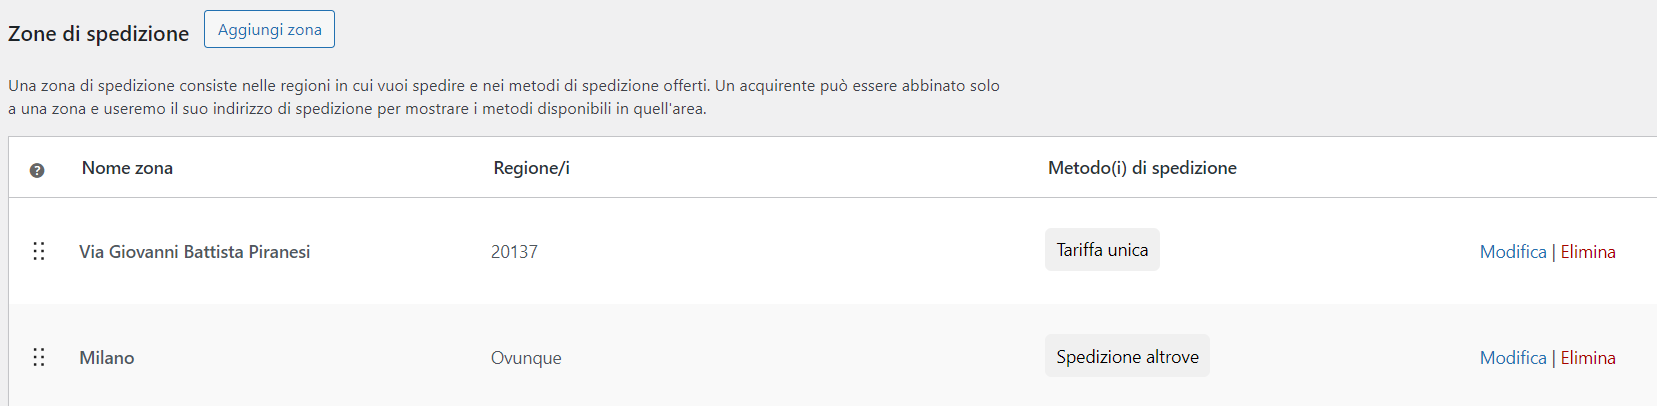 Zone di spedizione Aggiungi zona
Una zona di spedizione consiste nelle regioni in cui vuoi spedire e nei metodi di spedizione offerti. Un acquirente può essere abbinato solo
a una zona e useremo il suo indirizzo di spedizione per mostrare i metodi disponibili in quell'area.
? Nome zona Regione/i Metodo(i) di spedizione
Via Giovanni Battista Piranesi 20137 Tariffa unica Modifica | Elimina
Milano Ovunque Spedizione altrove Modifica | Elimina